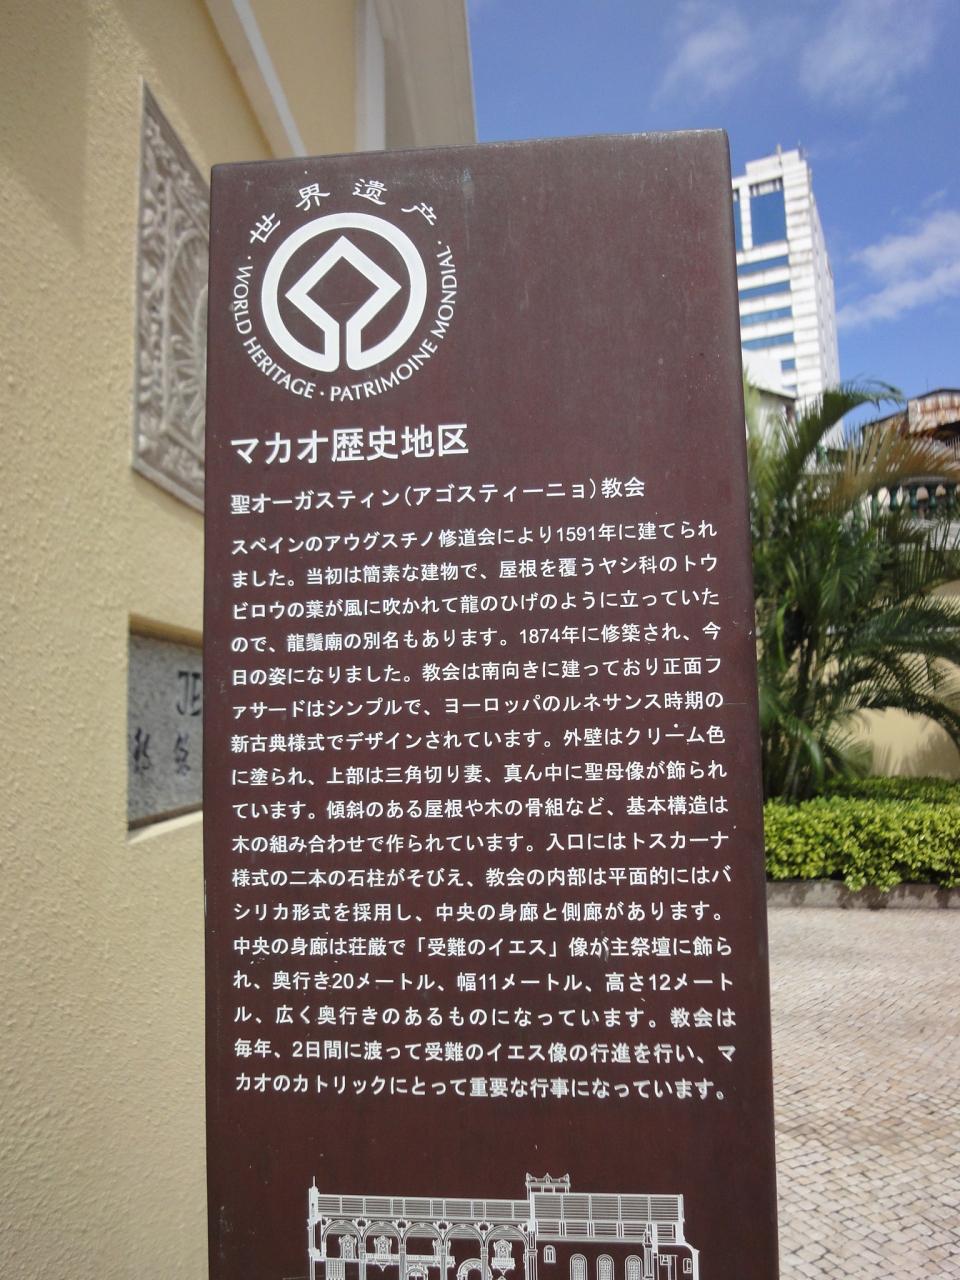 世界遗产
· WORLD HERITAGE · PATRIMOINE MONDIAL ·
マカオ歴史地区
聖オーガスティン(アゴスティーニョ)教会
スペインのアウグスチノ修道会により1591年に建てられ
ました。当初は簡素な建物で、屋根を覆うヤシ科のトウ
ビロウの葉が風に吹かれて龍のひげのように立っていた
ので、龍鬚廟の別名もあります。1874年に修築され、今
日の姿になりました。教会は南向きに建っており正面フ
ァサードはシンプルで、ヨーロッパのルネサンス時期の
新古典様式でデザインされています。外壁はクリーム色
に塗られ、上部は三角切り妻、真ん中に聖母像が飾られ
ています。傾斜のある屋根や木の骨組など、基本構造は
木の組み合わせで作られています。入口にはトスカーナ
様式の二本の石柱がそびえ、教会の内部は平面的にはバ
シリカ形式を採用し、中央の身廊と側廊があります。
中央の身廊は荘厳で「受難のイエス」像が主祭壇に飾ら
れ、奥行き20メートル、幅11メートル、高さ12メート
ル、広く奥行きのあるものになっています。教会は
毎年、2日間に渡って受難のイエス像の行進を行い、マ
カオのカトリックにとって重要な行事になっています。
JE